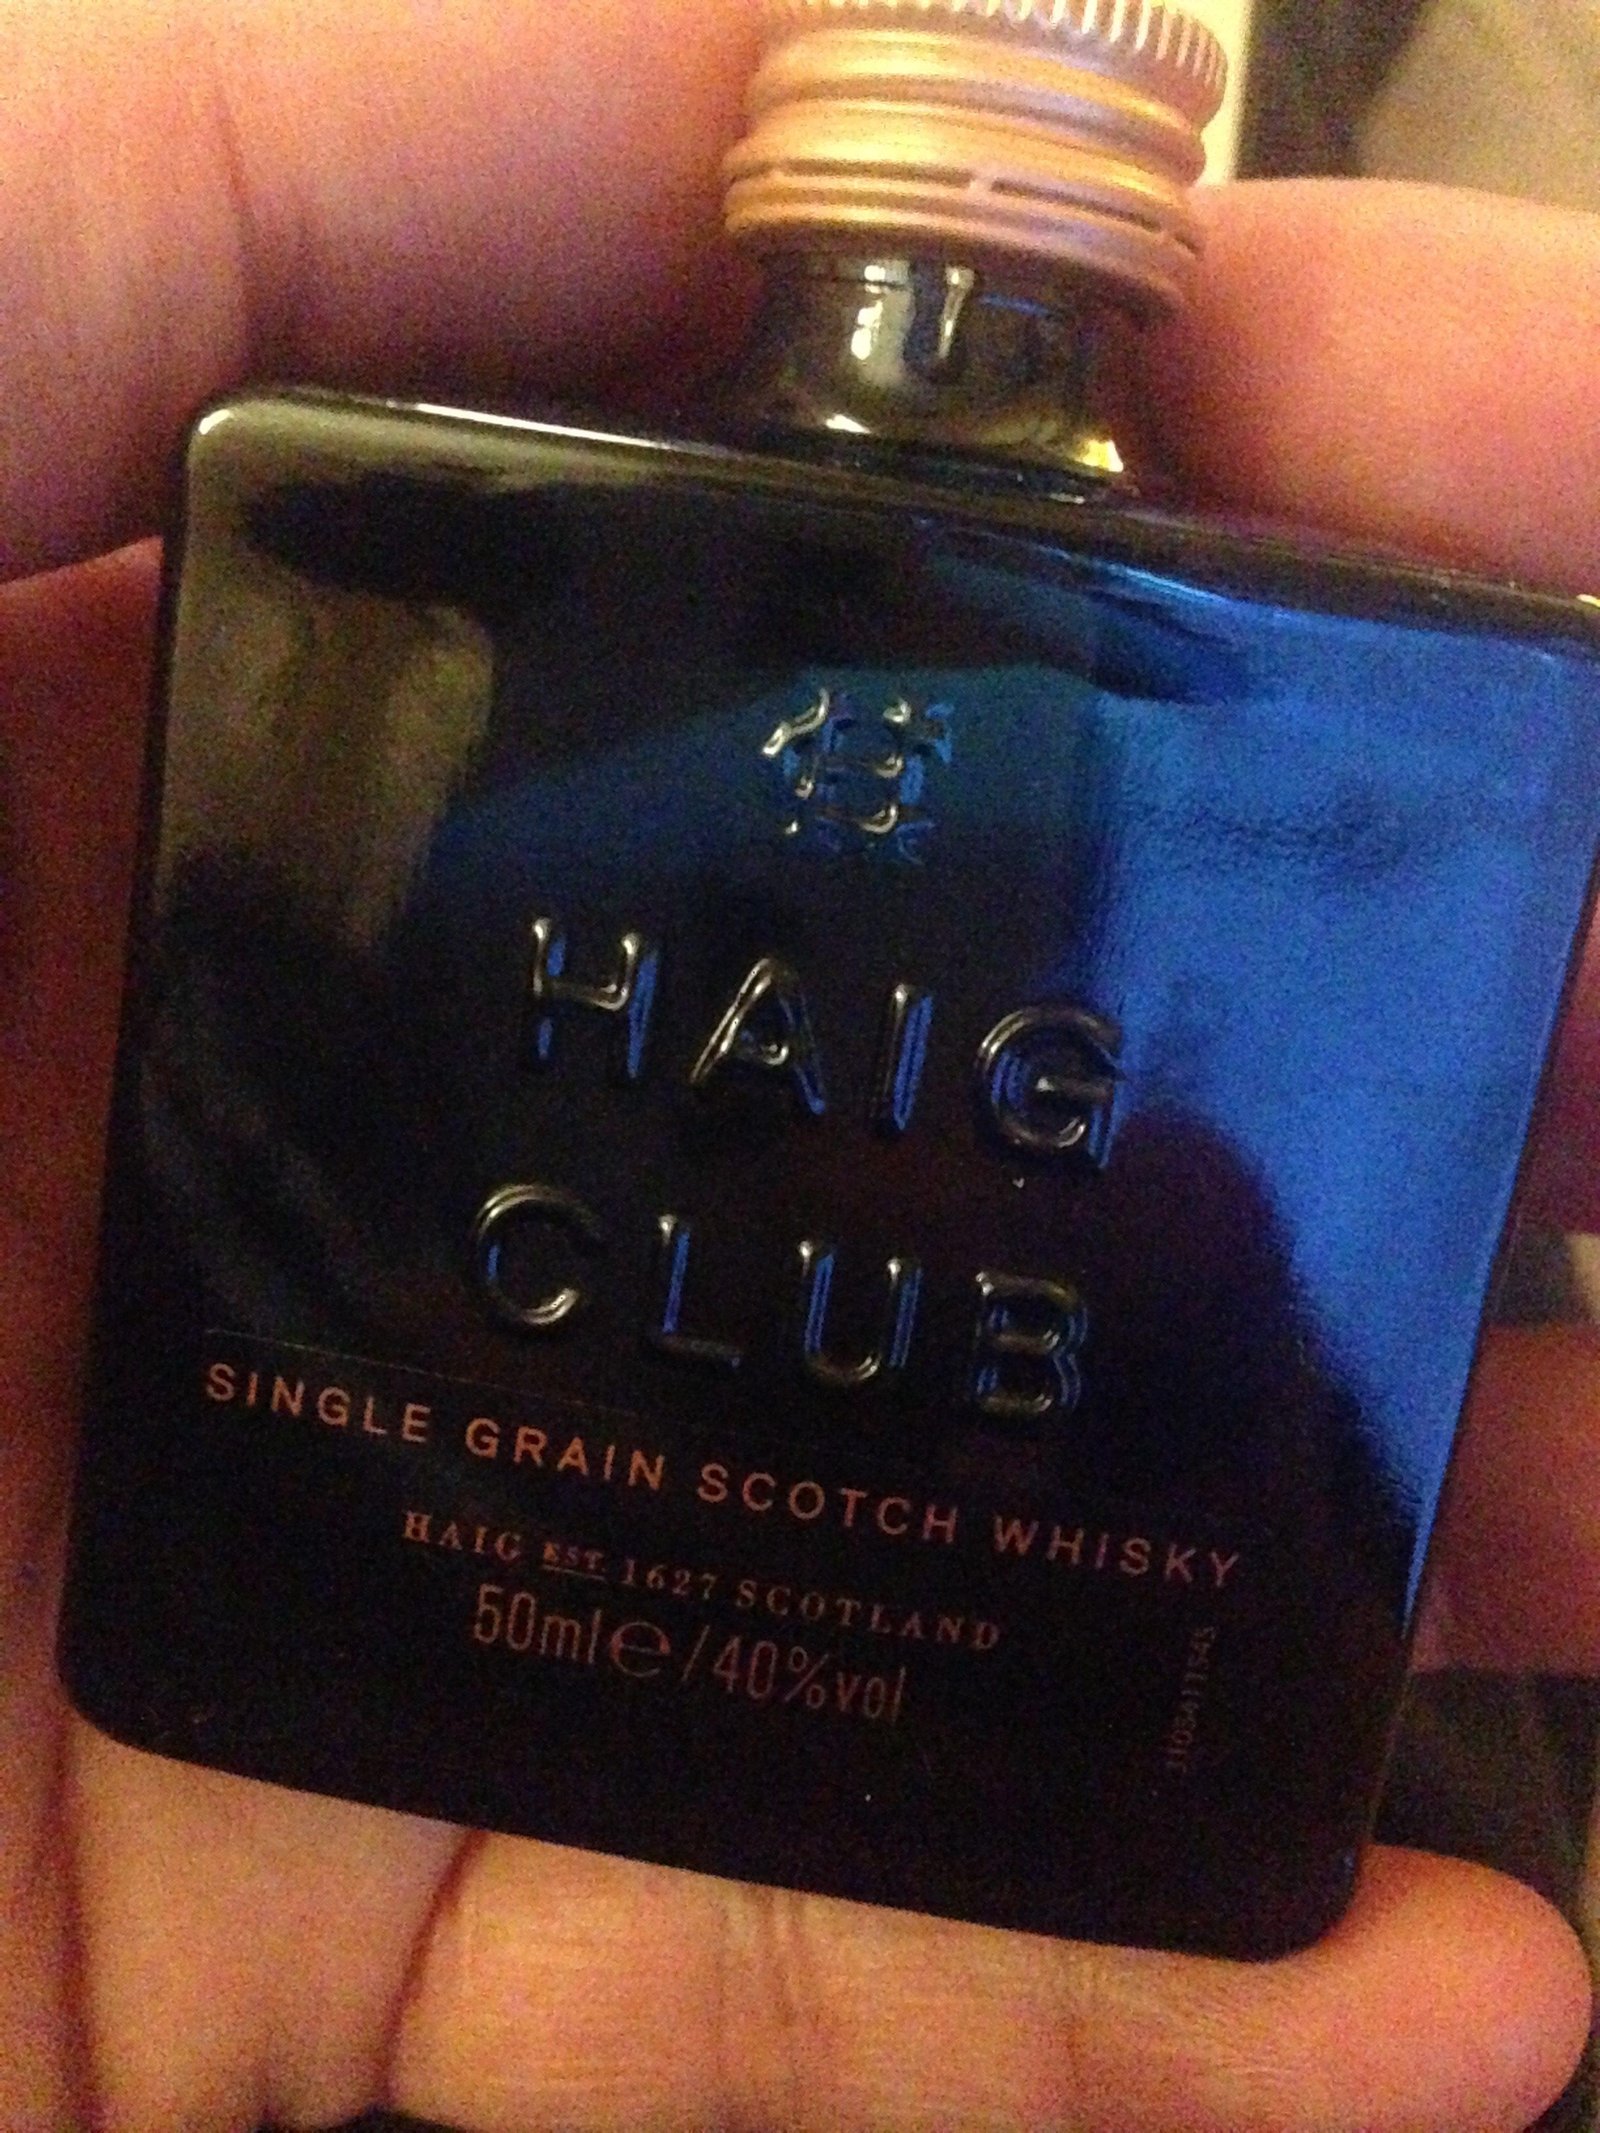 HAIG
CLUB
SINGLE GRAIN SCOTCH WHISKY
HAIG EST. 1627 SCOTLAND
50ml℮/40%vol